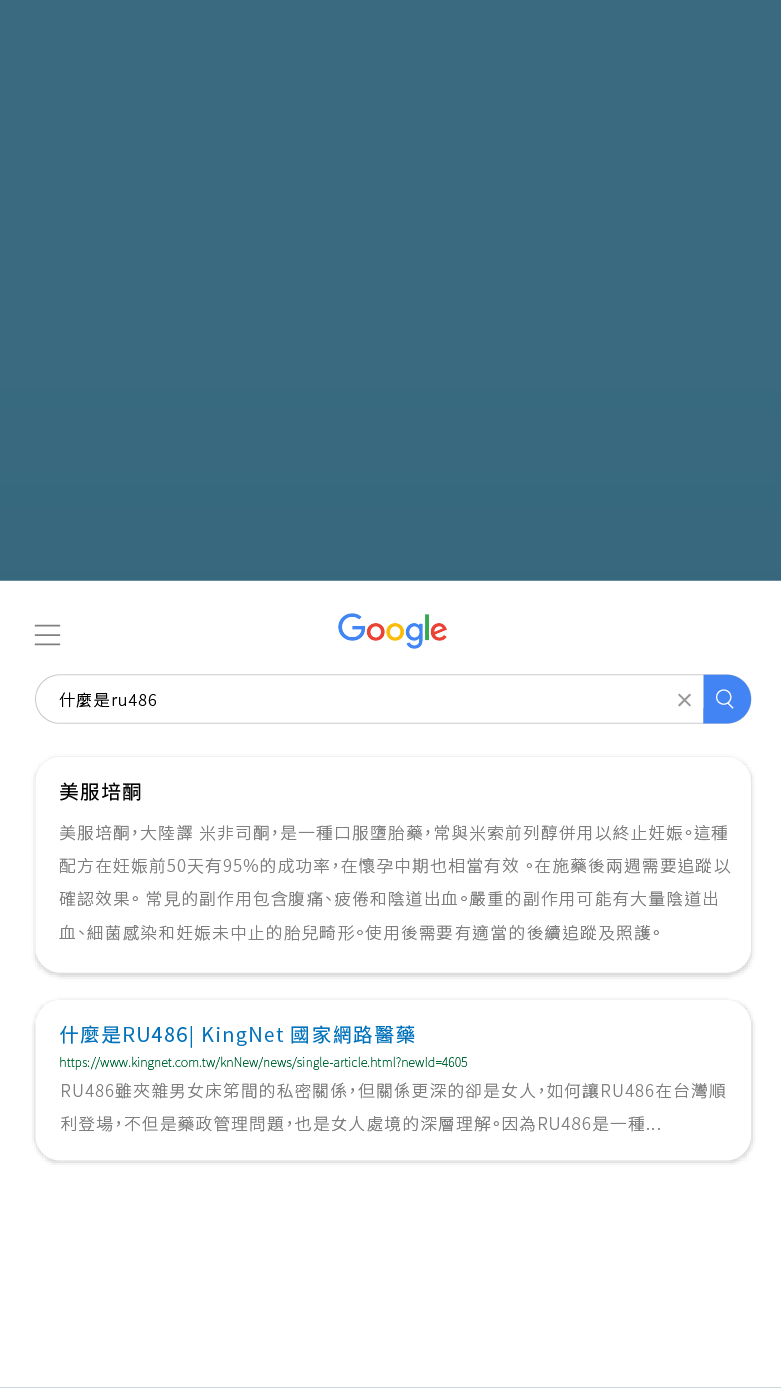 Google
什麼是ru486
美服培酮
美服培酮，大陸譯 米非司酮，是一種口服墮胎藥，常與米索前列醇併用以終止妊娠。這種
配方在妊娠前50天有95%的成功率，在懷孕中期也相當有效 。在施藥後兩週需要追蹤以
確認效果。 常見的副作用包含腹痛、疲倦和陰道出血。嚴重的副作用可能有大量陰道出
血、細菌感染和妊娠未中止的胎兒畸形。使用後需要有適當的後續追蹤及照護。
什麼是RU486| KingNet 國家網路醫藥
https://www.kingnet.com.tw/knNew/news/single-article.html?newId=4605
RU486雖夾雜男女床笫間的私密關係，但關係更深的卻是女人，如何讓RU486在台灣順
利登場，不但是藥政管理問題，也是女人處境的深層理解。因為RU486是一種...